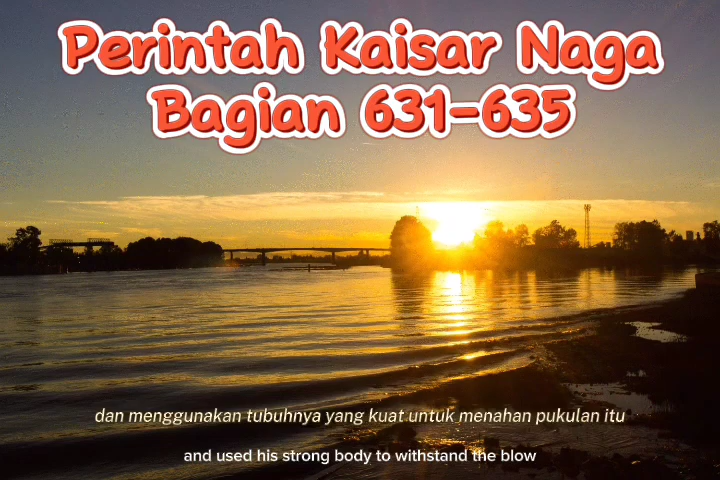 Perintah Kaisar Naga
Bagian 631-635
dan menggunakan tubuhnya yang kuat untuk menahan pukulan itu
and used his strong body to withstand the blow